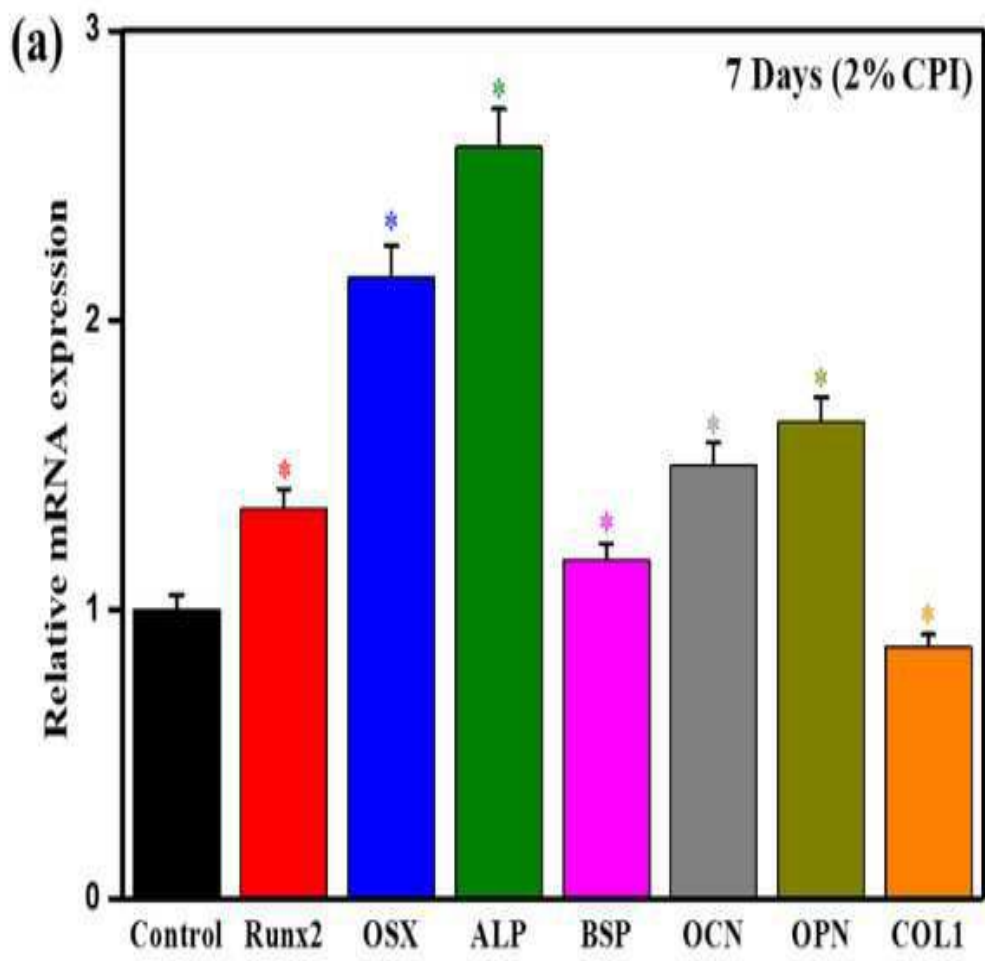 (a)
7 Days (2% CPI)
Relative mRNA expression
3
2
1
0
Control Runx2 OSX ALP BSP OCN OPN COL1
* * * * * * *